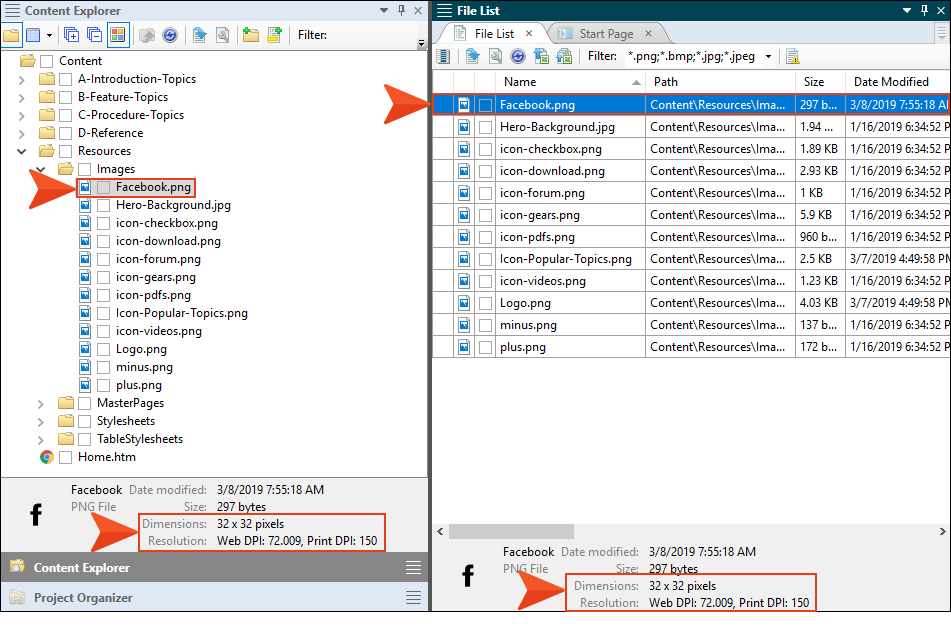 Content Explorer
Filter:
Content
A-Introduction-Topics
B-Feature-Topics
C-Procedure-Topics
D-Reference
Resources
Images
Facebook.png
Hero-Background.jpg
icon-checkbox.png
icon-download.png
icon-forum.png
icon-gears.png
icon-pdfs.png
Icon-Popular-Topics.png
icon-videos.png
Logo.png
minus.png
plus.png
MasterPages
Stylesheets
TableStylesheets
Home.htm
Facebook Date modified: 3/8/2019 7:55:18 AM
PNG File Size: 297 bytes
Dimensions: 32 x 32 pixels
Resolution: Web DPI: 72.009, Print DPI: 150
Content Explorer
Project Organizer
File List
File List Start Page
Filter: *.png;*.bmp;*.jpg;*.jpeg
Name Path Size Date Modified
Facebook.png Content\Resources\Ima... 297 b... 3/8/2019 7:55:18 AM
Hero-Background.jpg Content\Resources\Ima... 1.94 ... 1/16/2019 6:34:52 P
icon-checkbox.png Content\Resources\Ima... 1.89 KB 1/16/2019 6:34:52 P
icon-download.png Content\Resources\Ima... 2.93 KB 1/16/2019 6:34:52 P
icon-forum.png Content\Resources\Ima... 1 KB 1/16/2019 6:34:52 P
icon-gears.png Content\Resources\Ima... 5.9 KB 1/16/2019 6:34:52 P
icon-pdfs.png Content\Resources\Ima... 960 b... 1/16/2019 6:34:52 P
Icon-Popular-Topics.png Content\Resources\Ima... 2.5 KB 3/7/2019 4:49:58 PM
icon-videos.png Content\Resources\Ima... 1.23 KB 1/16/2019 6:34:52 P
Logo.png Content\Resources\Ima... 4.03 KB 3/7/2019 4:49:58 PM
minus.png Content\Resources\Ima... 137 b... 1/16/2019 6:34:52 P
plus.png Content\Resources\Ima... 172 b... 1/16/2019 6:34:52 P
Facebook Date modified: 3/8/2019 7:55:18 AM
PNG File Size: 297 bytes
Dimensions: 32 x 32 pixels
Resolution: Web DPI: 72.009, Print DPI: 150